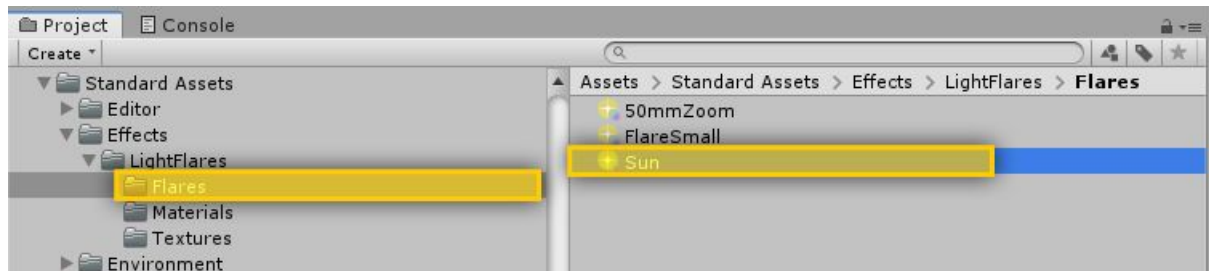 Project Console
Create
Standard Assets
Editor
Effects
LightFlares
Flares
Materials
Textures
Environment
Assets > Standard Assets > Effects > LightFlares > Flares
50mmZoom
FlareSmall
Sun